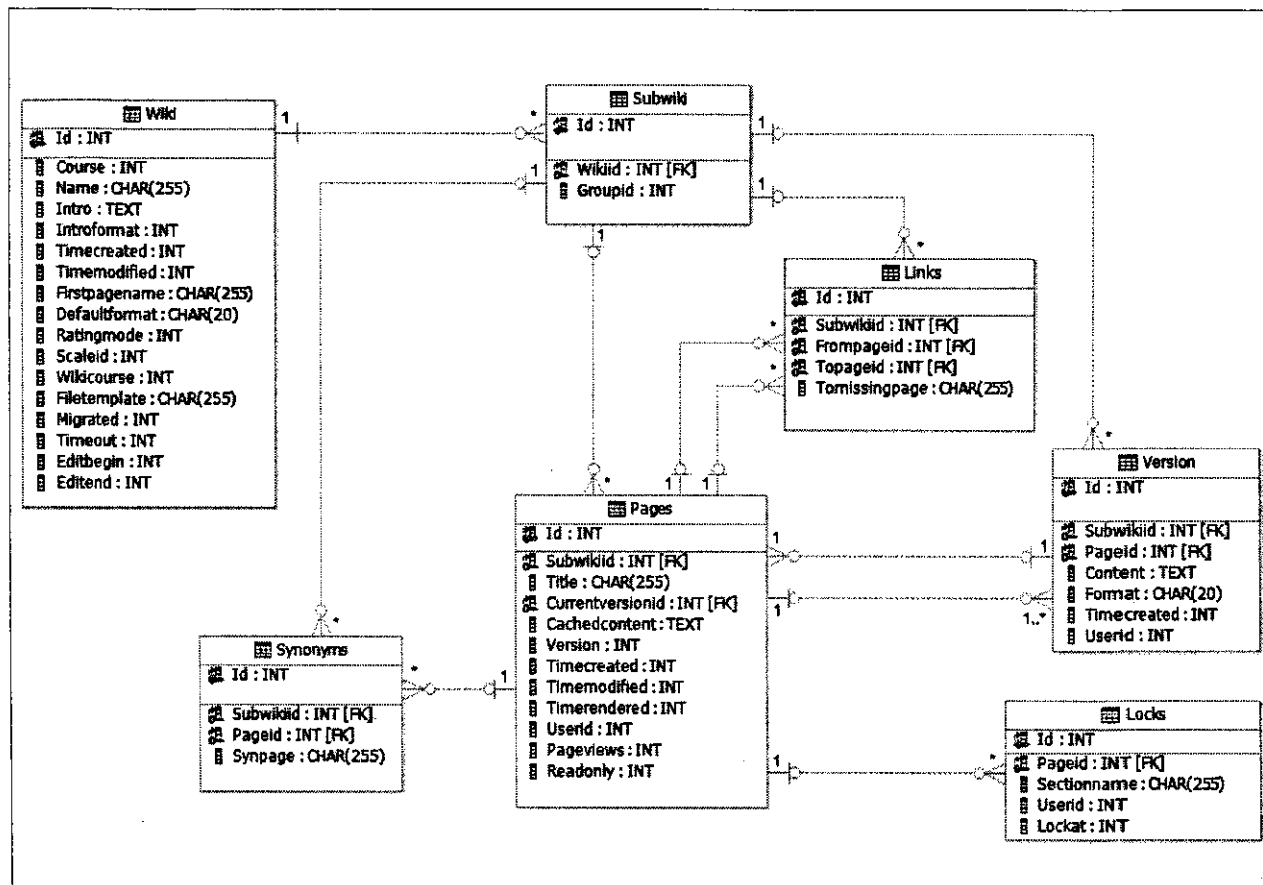 Wiki
Id : INT
Course : INT
Name : CHAR(255)
Intro : TEXT
Introformat : INT
Timecreated : INT
Timemodified : INT
Firstpagename : CHAR(255)
Defaultformat : CHAR(20)
Ratingmode : INT
Scaleid : INT
Wikicourse : INT
Filetemplate : CHAR(255)
Migrated : INT
Timeout : INT
Editbegin : INT
Editend : INT
1
*
Subwiki
Id : INT
Wikiid : INT [FK]
Groupid : INT
1
1
1
1
*
Links
Id : INT
Subwikiid : INT [FK]
Frompageid : INT [FK]
Topageid : INT [FK]
Tomissingpage : CHAR(255)
*
*
1
1
*
Pages
Id : INT
Subwikiid : INT [FK]
Title : CHAR(255)
Currentversionid : INT [FK]
Cachedcontent : TEXT
Version : INT
Timecreated : INT
Timemodified : INT
Timerendered : INT
Userid : INT
Pageviews : INT
Readonly : INT
*
Version
Id : INT
Subwikiid : INT [FK]
Pageid : INT [FK]
Content : TEXT
Format : CHAR(20)
Timecreated : INT
Userid : INT
1
1
1
1..*
*
Synonyms
Id : INT
Subwikiid : INT [FK]
Pageid : INT [FK]
Synpage : CHAR(255)
*
1
1
*
Locks
Id : INT
Pageid : INT [FK]
Sectionname : CHAR(255)
Userid : INT
Lockat : INT